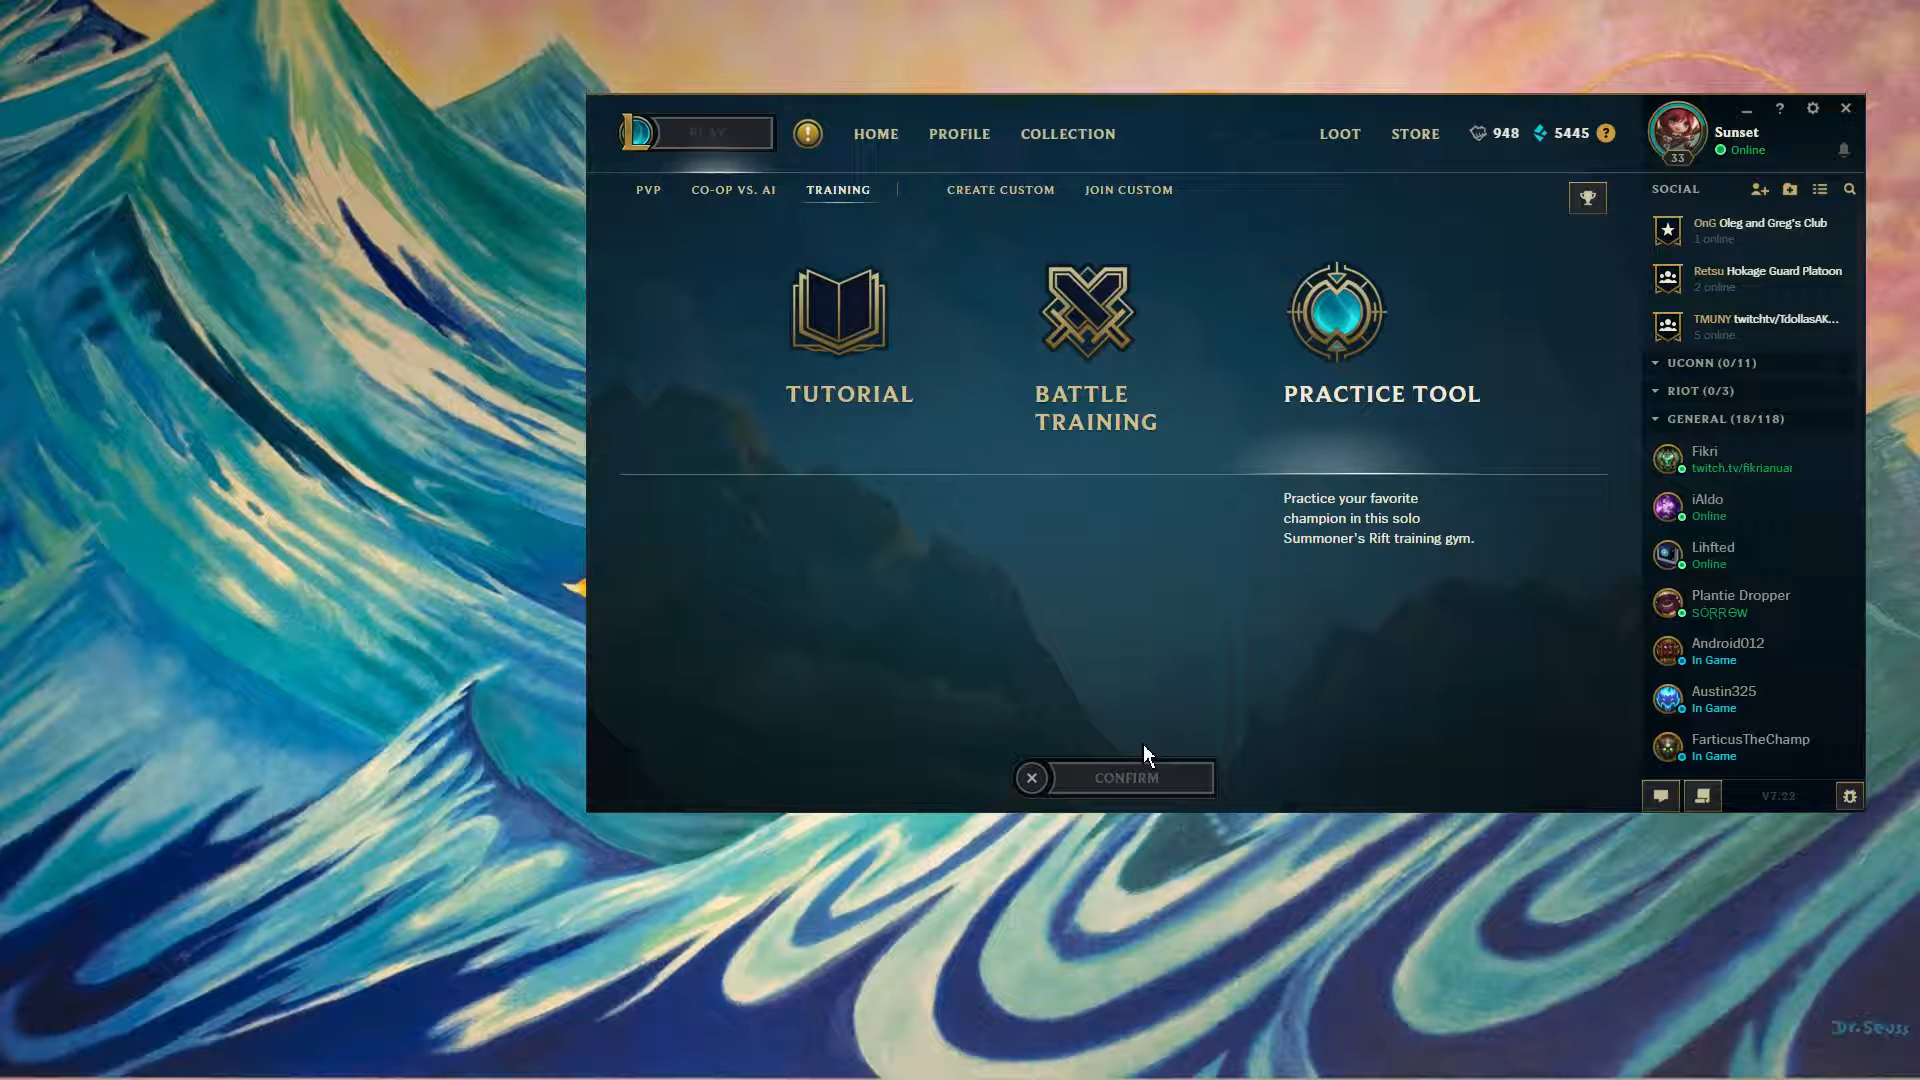 PLAY
HOME
PROFILE
COLLECTION
LOOT
STORE
948
5445
?
?
33
Sunset
Online
PVP
CO-OP VS. AI
TRAINING
CREATE CUSTOM
JOIN CUSTOM
SOCIAL
OnG Oleg and Greg's Club
1 online
Retsu Hokage Guard Platoon
2 online
TMUNY twitchtv/TdollasAK...
5 online
UCONN (0/11)
RIOT (0/3)
GENERAL (18/118)
Fikri
twitch.tv/fikrianuar
iAldo
Online
Lihfted
Online
Plantie Dropper
Android012
In Game
Austin325
In Game
FarticusTheChamp
In Game
V7.22
TUTORIAL
BATTLE
TRAINING
PRACTICE TOOL
Practice your favorite
champion in this solo
Summoner's Rift training gym.
CONFIRM
Dr. Seuss